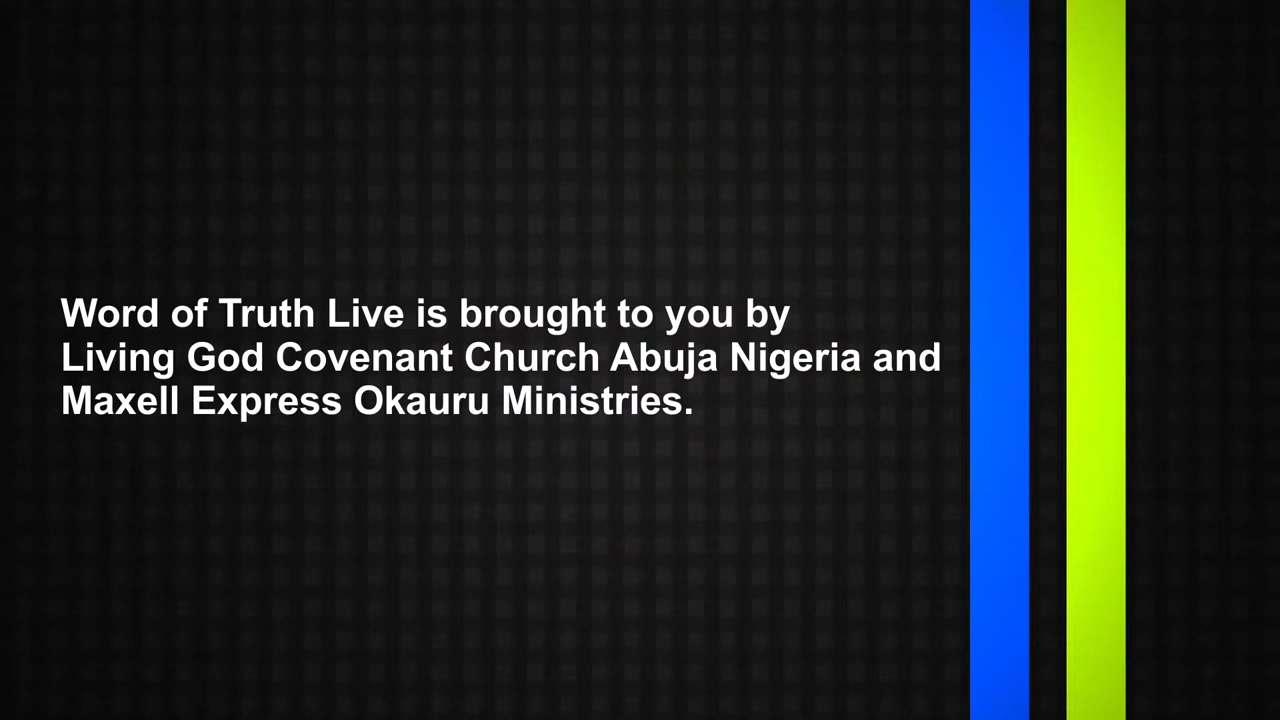 Word of Truth Live is brought to you by
Living God Covenant Church Abuja Nigeria and
Maxell Express Okauru Ministries.